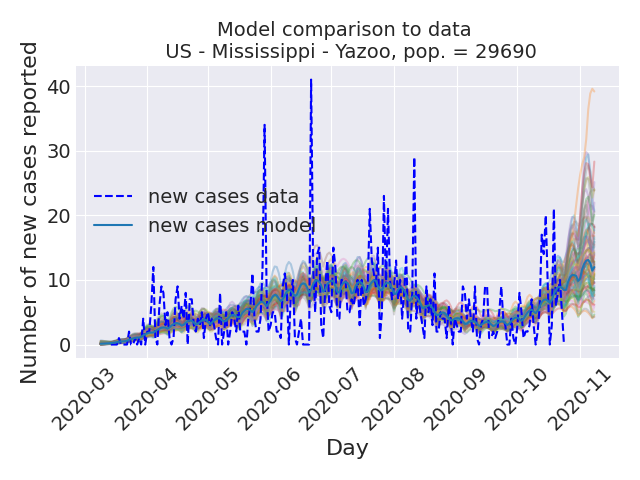 Model comparison to data
US - Mississippi - Yazoo, pop. = 29690
Number of new cases reported
40
30
20
10
0
new cases data
new cases model
2020-03
2020-04
2020-05
2020-06
2020-07
2020-08
2020-09
2020-10
2020-11
Day